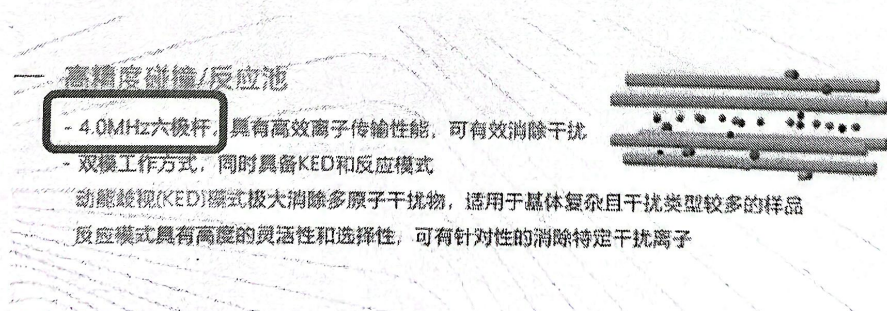 高精度碰撞/反应池
- 4.0MHz六极杆，具有高效离子传输性能，可有效消除干扰
- 双模工作方式，同时具备KED和反应模式
动能歧视(KED)模式极大消除多原子干扰物，适用于基体复杂且干扰类型较多的样品
反应模式具有高度的灵活性和选择性，可有针对性的消除特定干扰离子